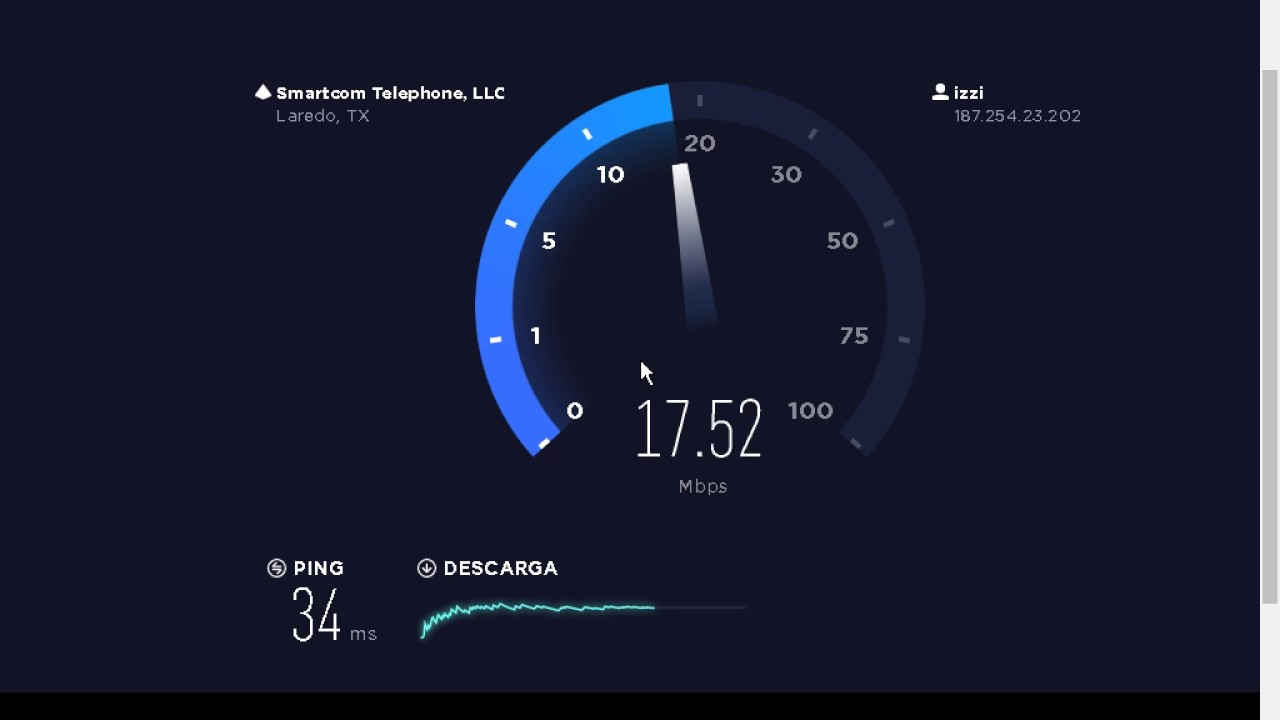 Smartcom Telephone, LLC
Laredo, TX
izzi
187.254.23.202
0
1
5
10
20
30
50
75
100
17.52
Mbps
PING
34 ms
DESCARGA